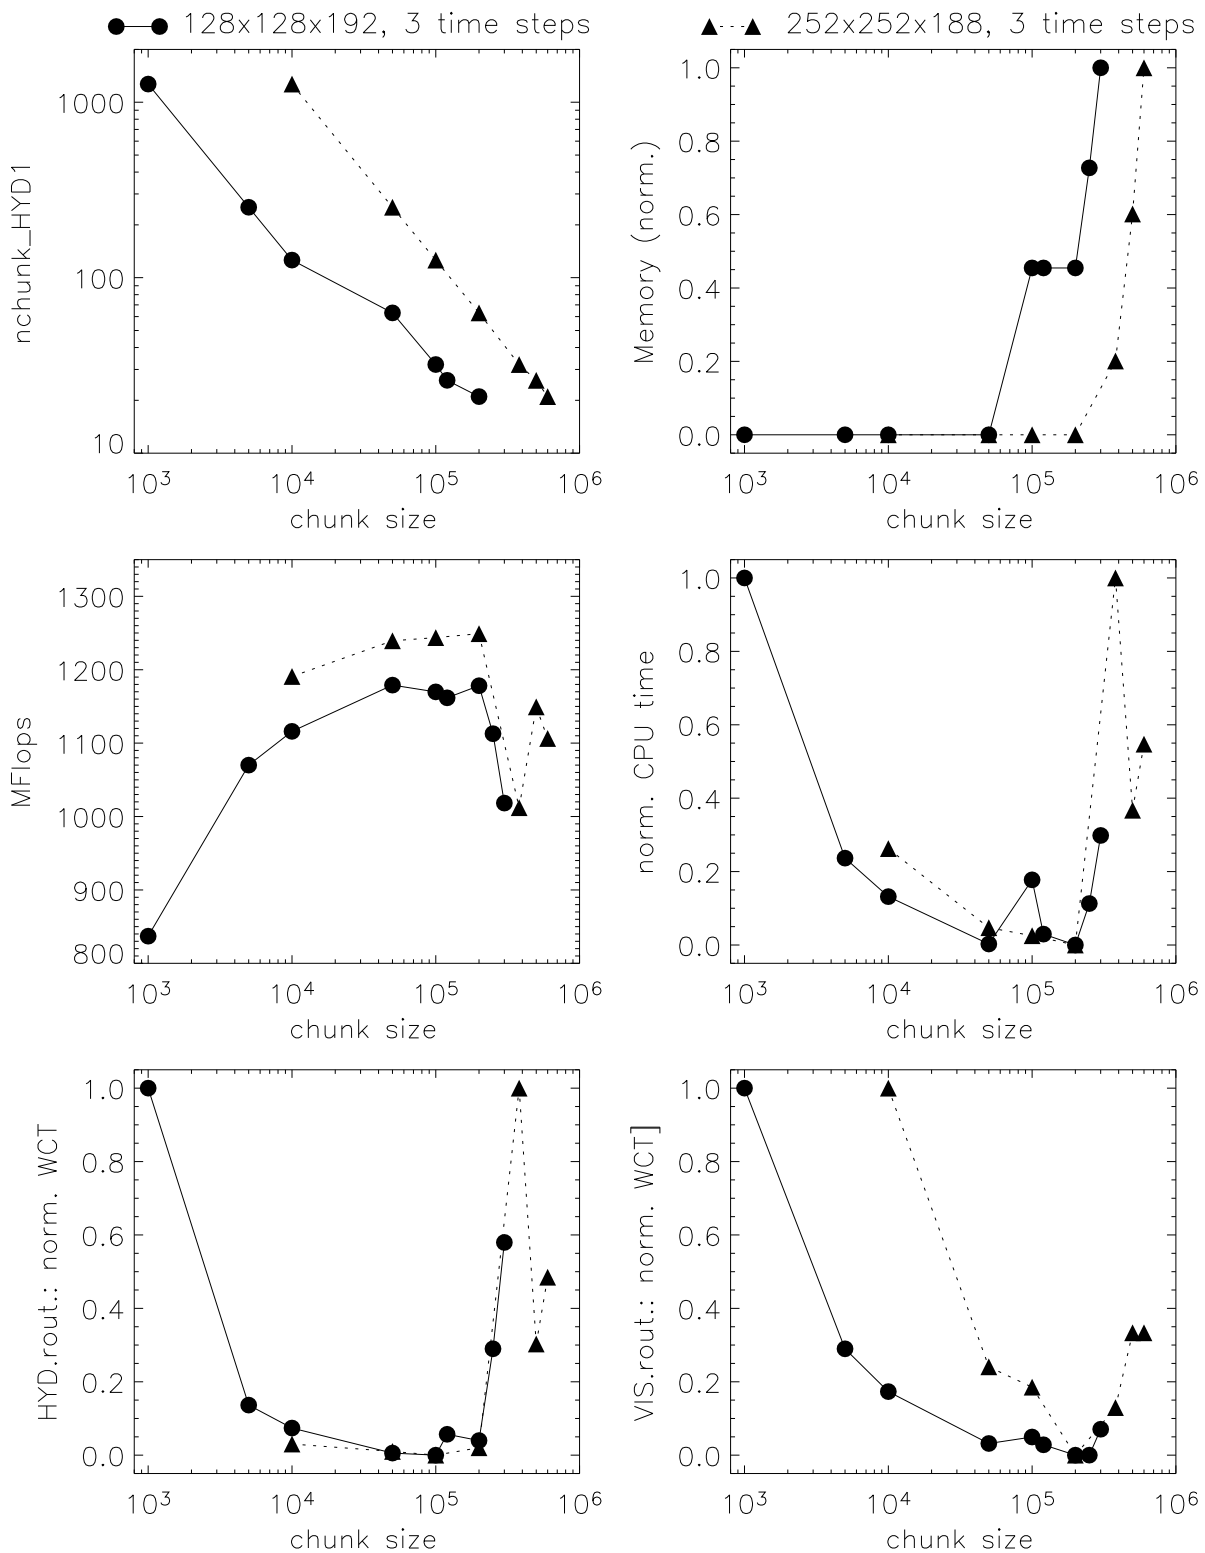 128x128x192, 3 time steps
252x252x188, 3 time steps
nchunk_HYD1
1000
100
10
10³ 10⁴ 10⁵ 10⁶
chunk size
Memory (norm.)
1.0
0.8
0.6
0.4
0.2
0.0
10³ 10⁴ 10⁵ 10⁶
chunk size
MFlops
1300
1200
1100
1000
900
800
10³ 10⁴ 10⁵ 10⁶
chunk size
norm. CPU time
1.0
0.8
0.6
0.4
0.2
0.0
10³ 10⁴ 10⁵ 10⁶
chunk size
HYD.rout.: norm. WCT
1.0
0.8
0.6
0.4
0.2
0.0
10³ 10⁴ 10⁵ 10⁶
chunk size
VIS.rout.: norm. WCT]
1.0
0.8
0.6
0.4
0.2
0.0
10³ 10⁴ 10⁵ 10⁶
chunk size